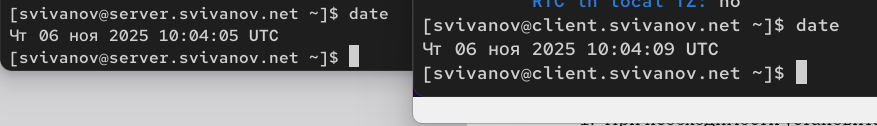 [svivanov@server.svivanov.net ~]$ date
Чт 06 ноя 2025 10:04:05 UTC
[svivanov@server.svivanov.net ~]$
RTC in local TZ: no
[svivanov@client.svivanov.net ~]$ date
Чт 06 ноя 2025 10:04:09 UTC
[svivanov@client.svivanov.net ~]$